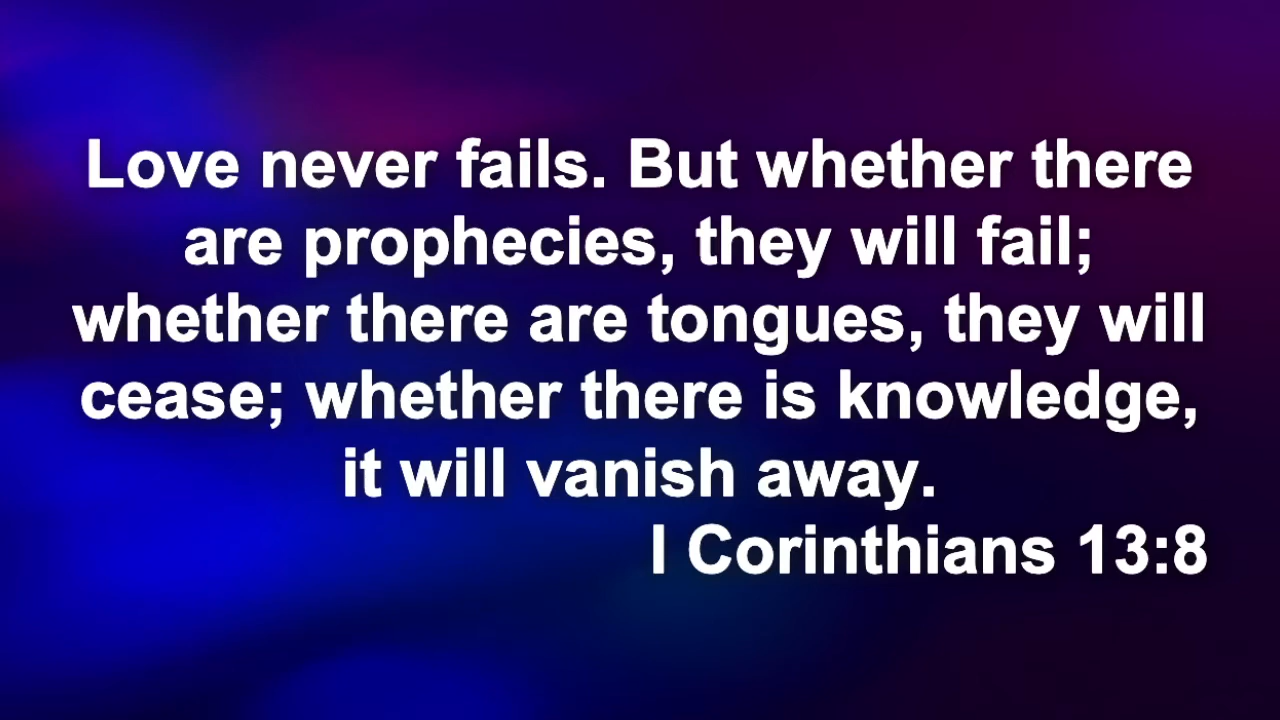 Love never fails. But whether there
are prophecies, they will fail;
whether there are tongues, they will
cease; whether there is knowledge,
it will vanish away.
I Corinthians 13:8